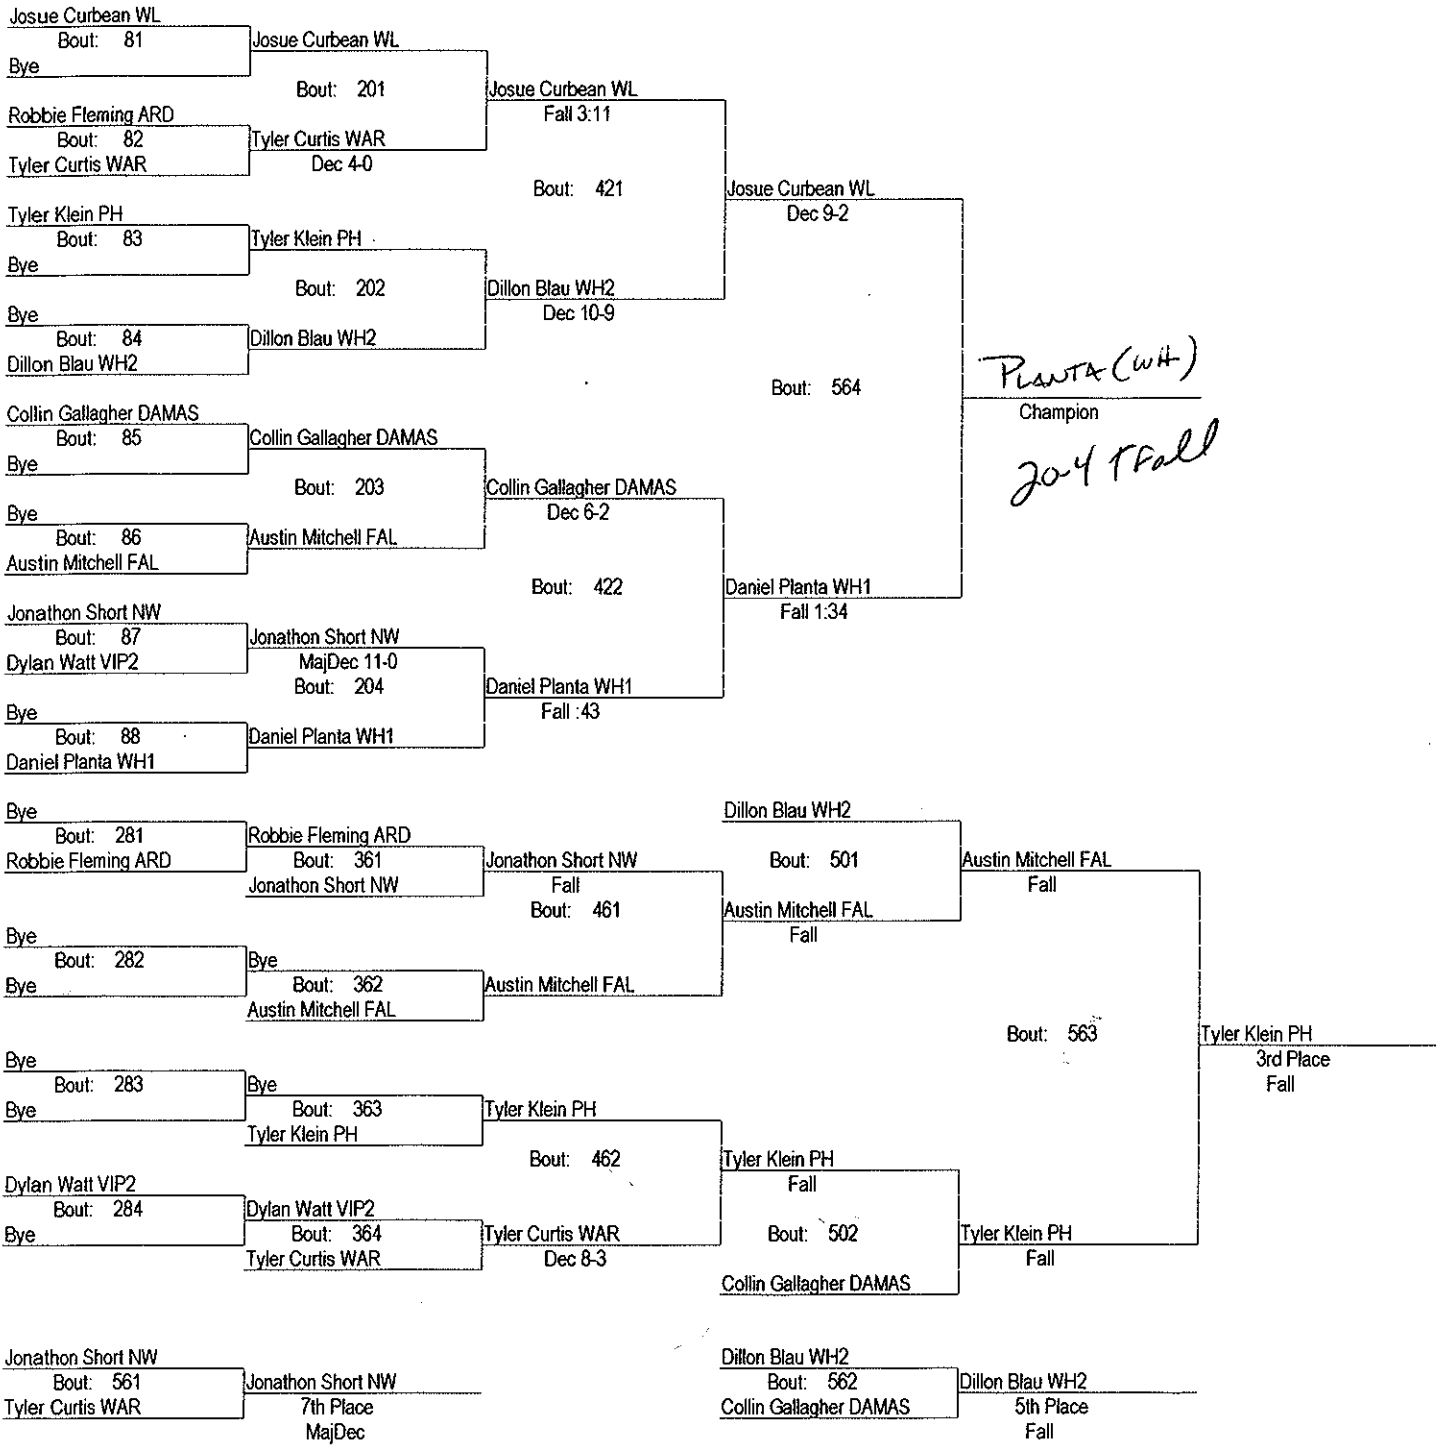 Josue Curbean WL
Bout: 81
Bye
Josue Curbean WL
Bout: 201
Robbie Fleming ARD
Bout: 82
Tyler Curtis WAR
Tyler Curtis WAR
Dec 4-0
Josue Curbean WL
Fall 3:11
Bout: 421
Tyler Klein PH
Bout: 83
Bye
Tyler Klein PH
Bout: 202
Bye
Bout: 84
Dillon Blau WH2
Dillon Blau WH2
Dillon Blau WH2
Dec 10-9
Josue Curbean WL
Dec 9-2
Bout: 564
Collin Gallagher DAMAS
Bout: 85
Bye
Collin Gallagher DAMAS
Bout: 203
Bye
Bout: 86
Austin Mitchell FAL
Austin Mitchell FAL
Collin Gallagher DAMAS
Dec 6-2
Bout: 422
Jonathon Short NW
Bout: 87
Dylan Watt VIP2
Jonathon Short NW
MajDec 11-0
Bout: 204
Bye
Bout: 88
Daniel Planta WH1
Daniel Planta WH1
Daniel Planta WH1
Fall :43
Daniel Planta WH1
Fall 1:34
PLANTA (WH)
Champion
20-4 TFall
Bye
Bout: 281
Robbie Fleming ARD
Robbie Fleming ARD
Bout: 361
Jonathon Short NW
Jonathon Short NW
Fall
Bout: 461
Bye
Bout: 282
Bye
Bye
Bout: 362
Austin Mitchell FAL
Austin Mitchell FAL
Dillon Blau WH2
Bout: 501
Austin Mitchell FAL
Fall
Austin Mitchell FAL
Fall
Bout: 563
Bye
Bout: 283
Bye
Bye
Bout: 363
Tyler Klein PH
Tyler Klein PH
Bout: 462
Dylan Watt VIP2
Bout: 284
Bye
Dylan Watt VIP2
Bout: 364
Tyler Curtis WAR
Tyler Curtis WAR
Dec 8-3
Tyler Klein PH
Fall
Bout: 502
Collin Gallagher DAMAS
Tyler Klein PH
Fall
Tyler Klein PH
3rd Place
Fall
Jonathon Short NW
Bout: 561
Tyler Curtis WAR
Jonathon Short NW
7th Place
MajDec
Dillon Blau WH2
Bout: 562
Collin Gallagher DAMAS
Dillon Blau WH2
5th Place
Fall